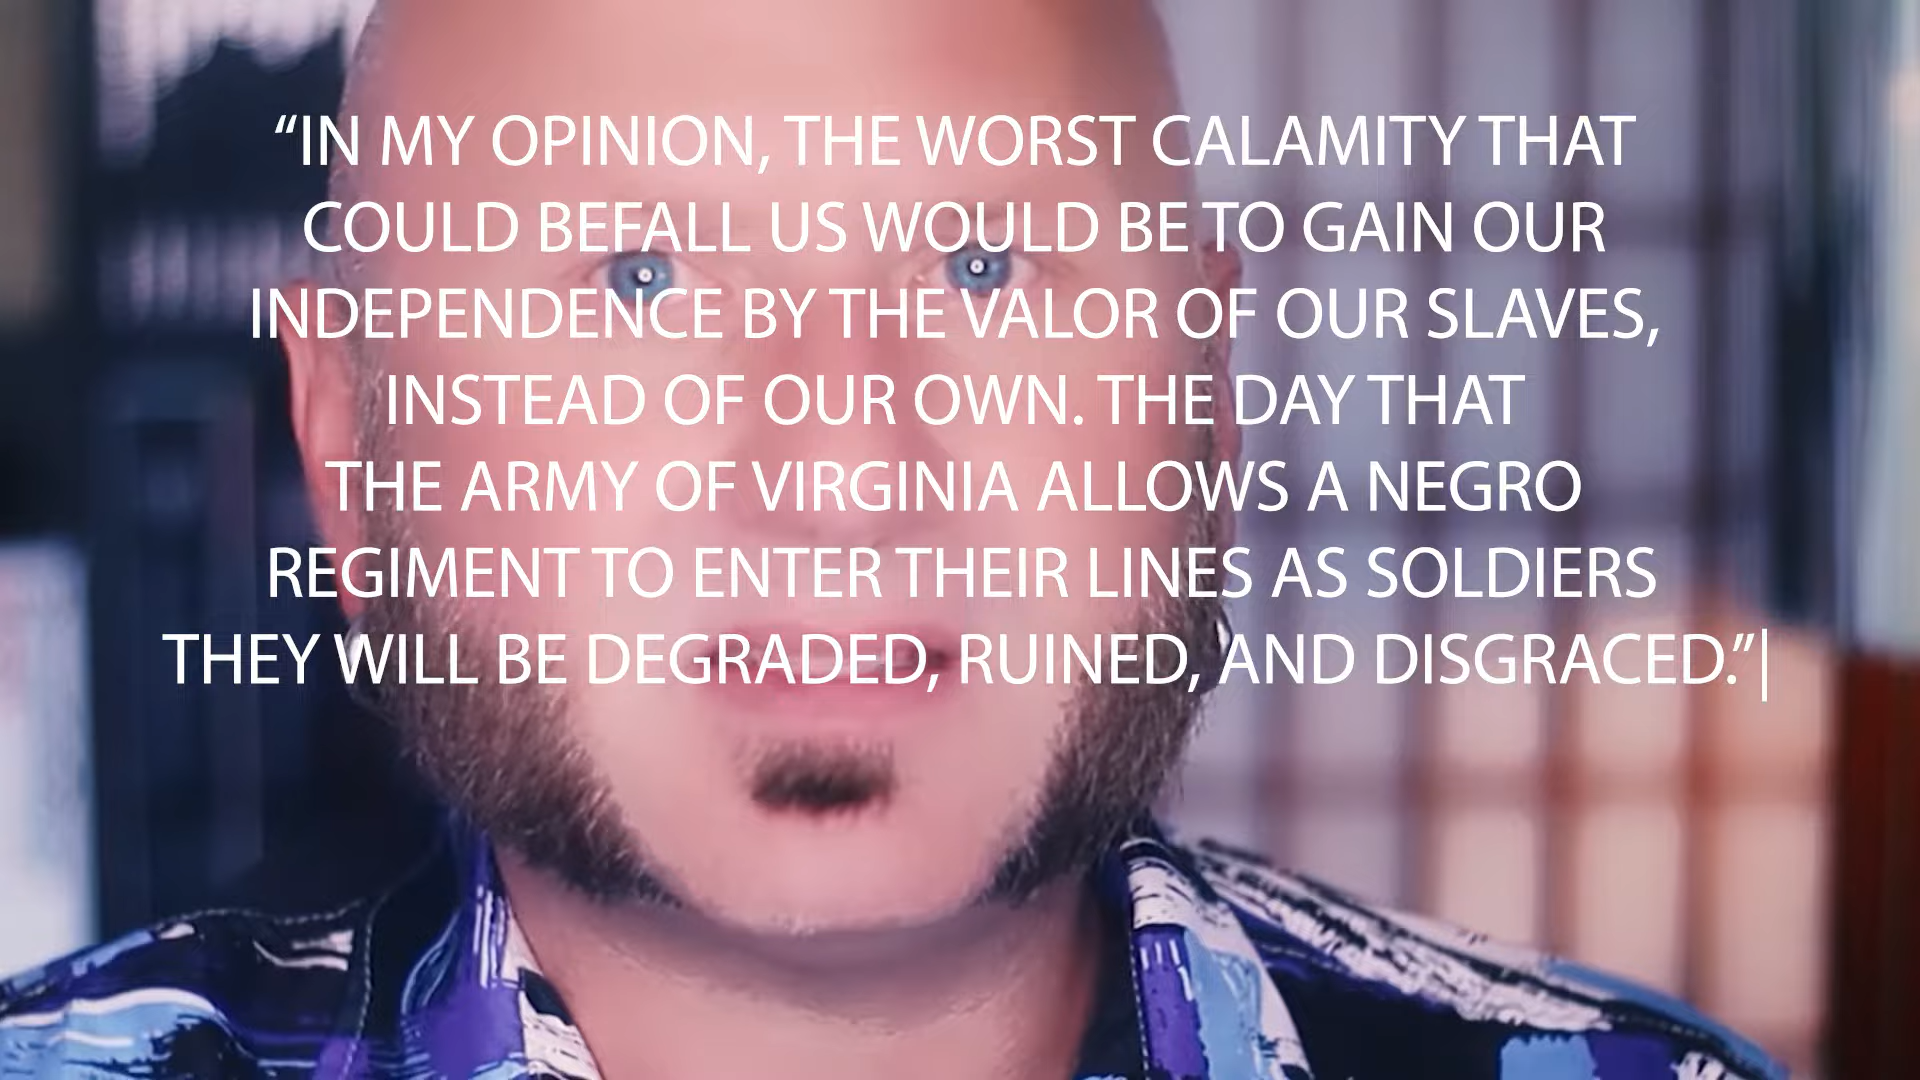 “IN MY OPINION, THE WORST CALAMITY THAT
COULD BEFALL US WOULD BE TO GAIN OUR
INDEPENDENCE BY THE VALOR OF OUR SLAVES,
INSTEAD OF OUR OWN. THE DAY THAT
THE ARMY OF VIRGINIA ALLOWS A NEGRO
REGIMENT TO ENTER THEIR LINES AS SOLDIERS
THEY WILL BE DEGRADED, RUINED, AND DISGRACED.”|